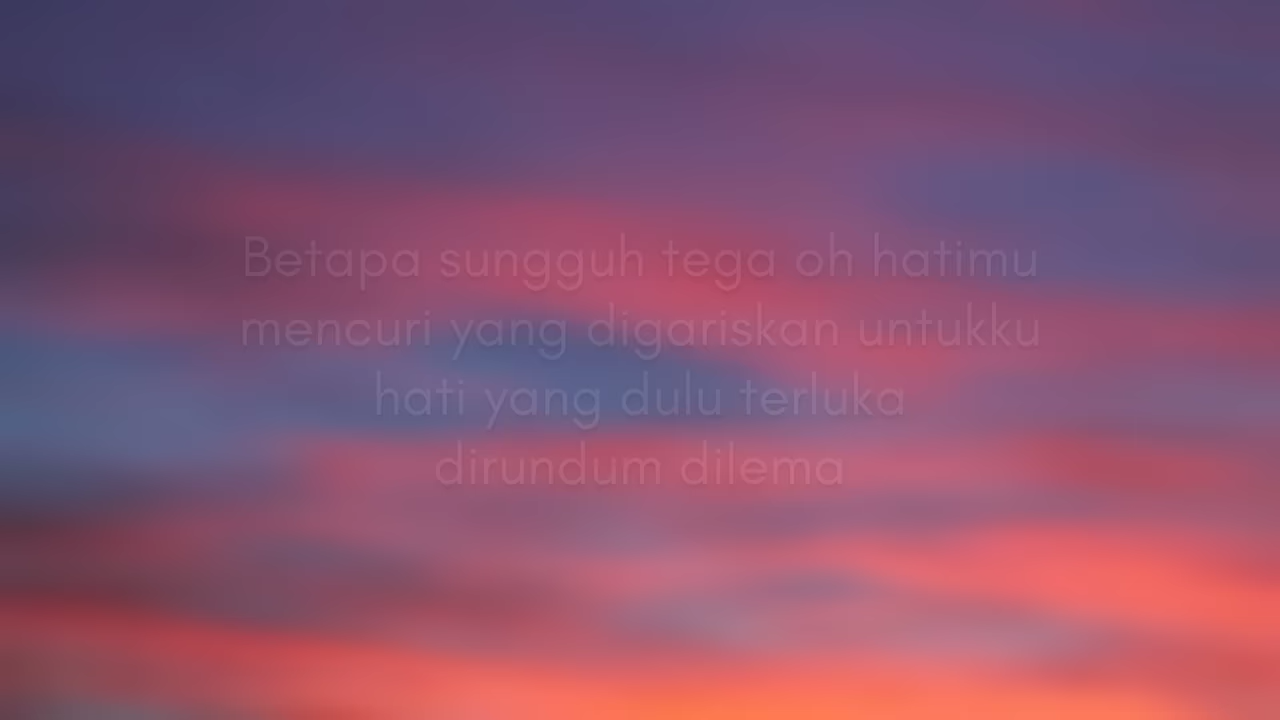 Betapa sungguh tega oh hatimu
mencuri yang digariskan untukku
hati yang dulu terluka
dirundum dilema